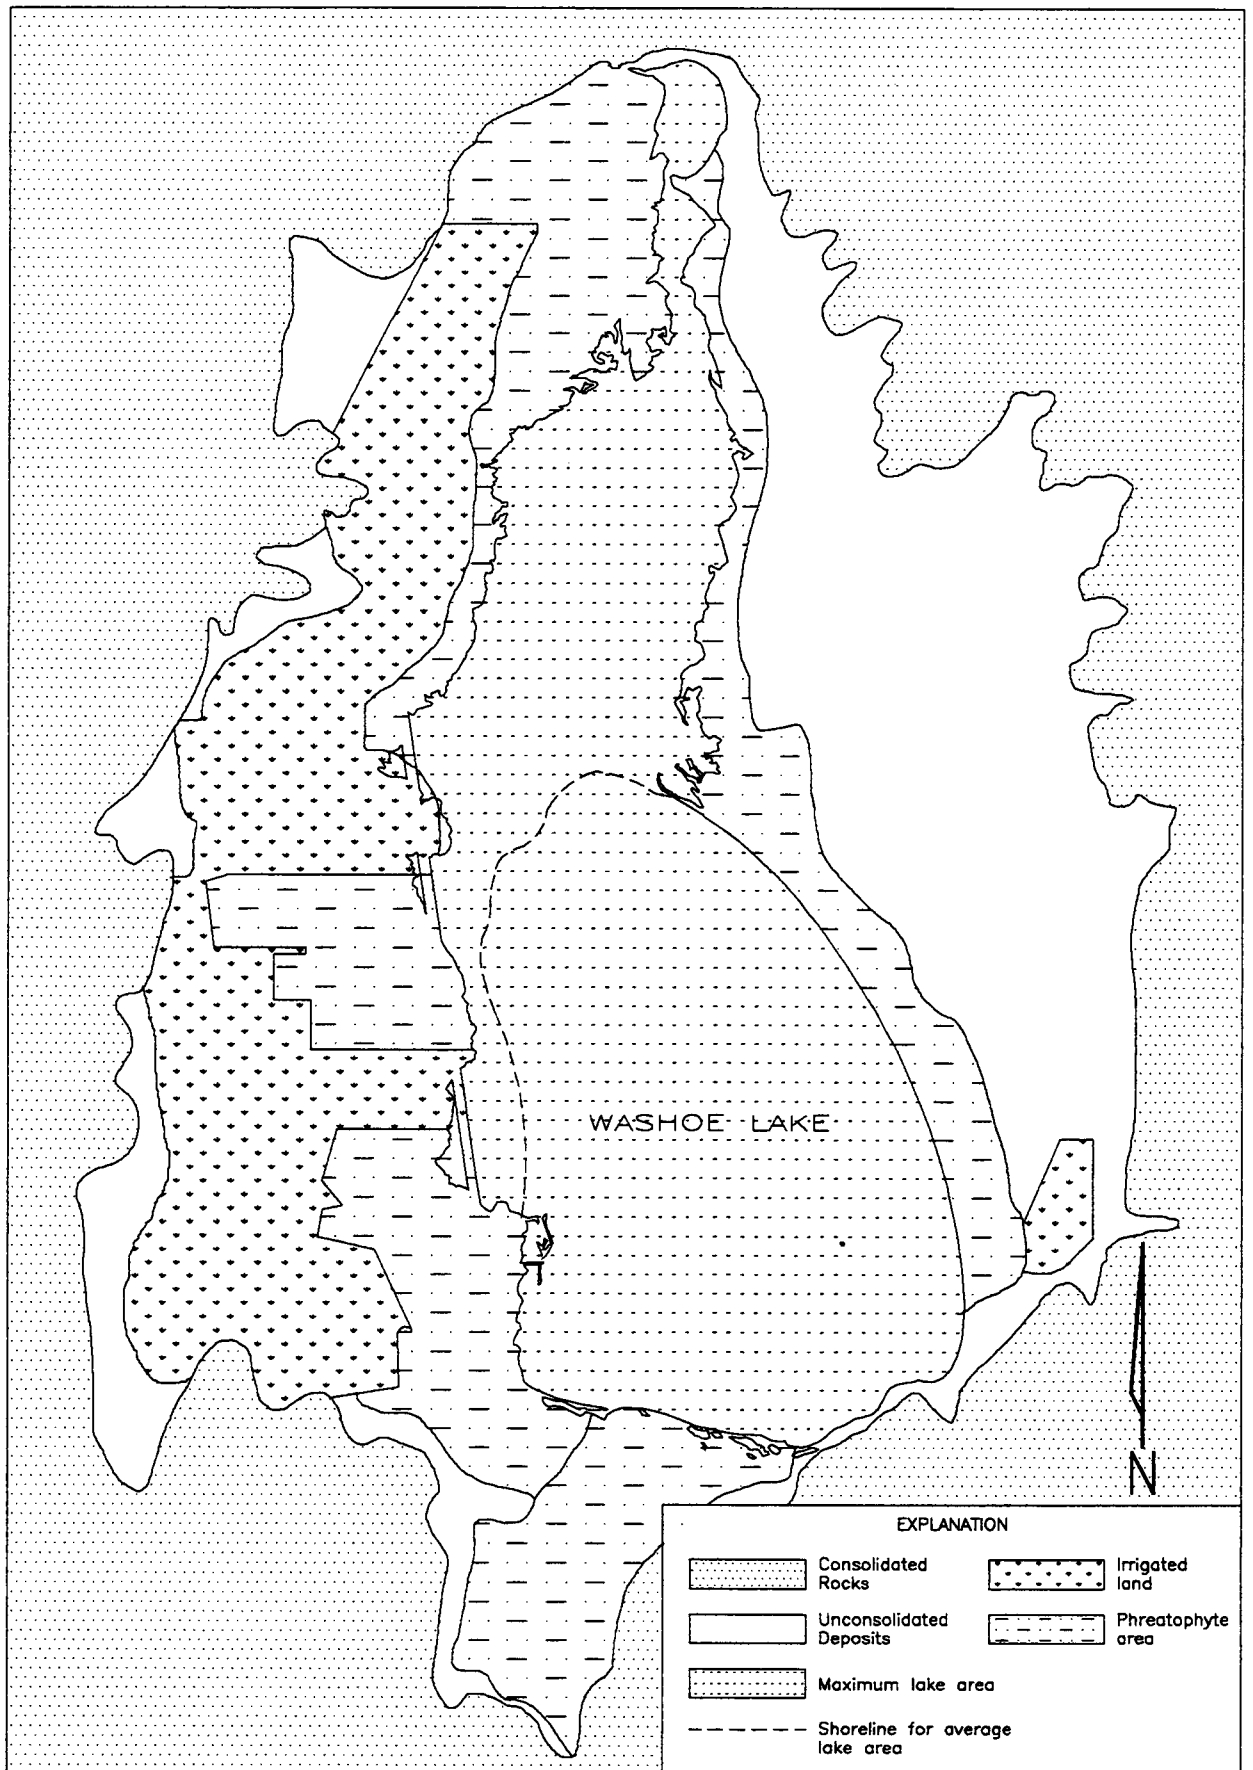 WASHOE LAKE
N
EXPLANATION
Consolidated
Rocks
Irrigated
land
Unconsolidated
Deposits
Phreatophyte
area
Maximum lake area
Shoreline for average
lake area